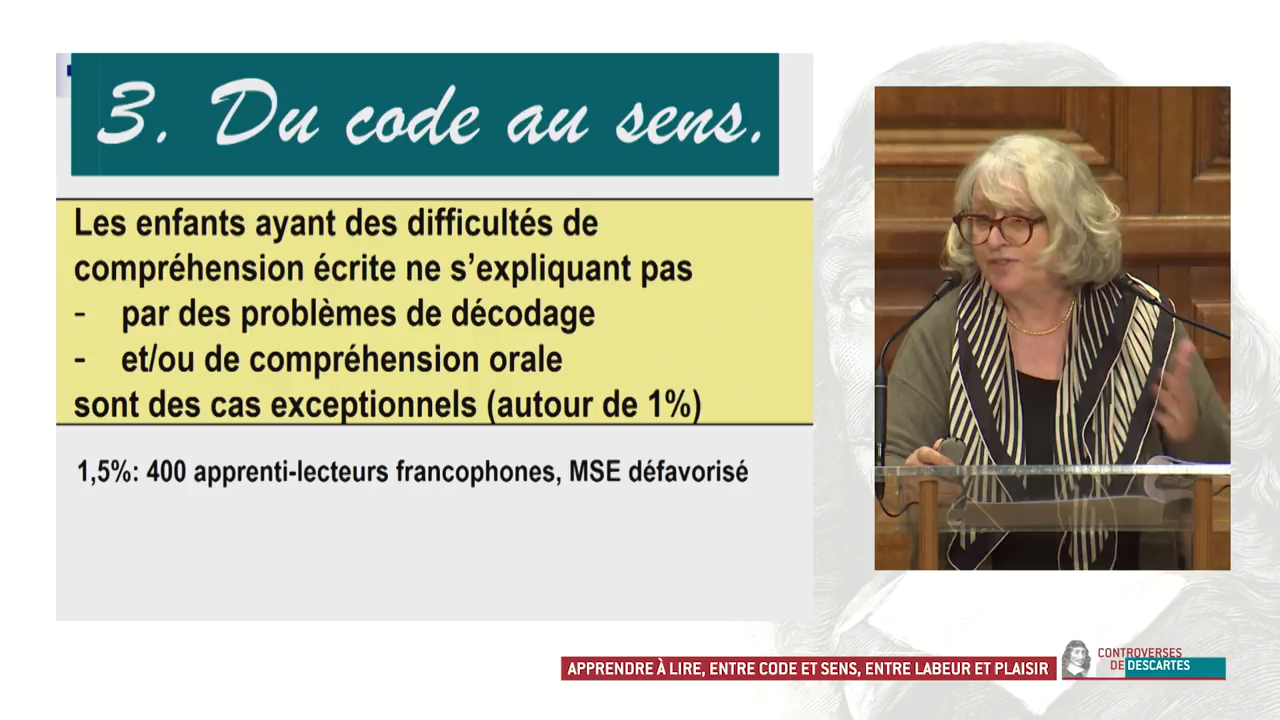 3. Du code au sens.
Les enfants ayant des difficultés de
compréhension écrite ne s’expliquant pas
- par des problèmes de décodage
- et/ou de compréhension orale
sont des cas exceptionnels (autour de 1%)
1,5%: 400 apprenti-lecteurs francophones, MSE défavorisé
APPRENDRE À LIRE, ENTRE CODE ET SENS, ENTRE LABEUR ET PLAISIR
CONTROVERSES
DE DESCARTES